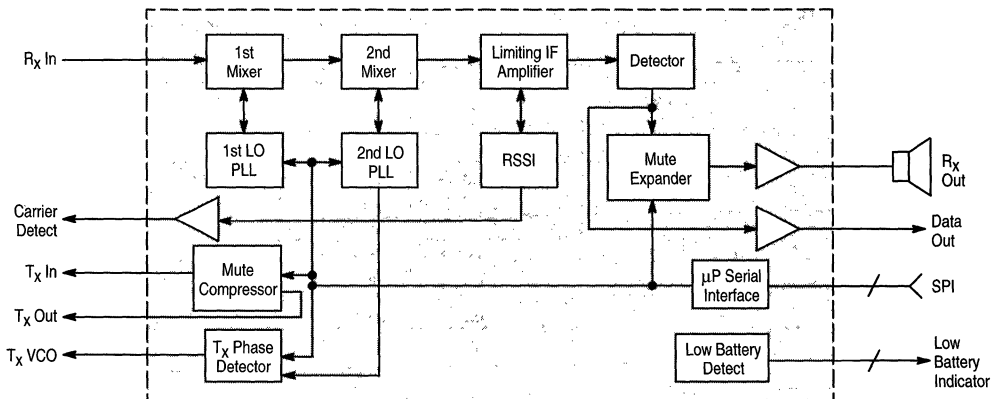 Rx In
1st
Mixer
2nd
Mixer
Limiting IF
Amplifier
Detector
1st LO
PLL
2nd LO
PLL
RSSI
Mute
Expander
Rx
Out
Carrier
Detect
Data
Out
Tx In
Mute
Compressor
µP Serial
Interface
SPI
Tx Out
Tx VCO
Tx Phase
Detector
Low Battery
Detect
Low
Battery
Indicator